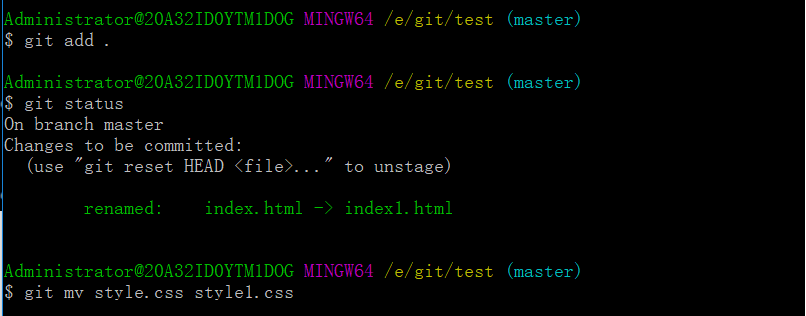 Administrator@20A32ID0YTM1DOG MINGW64 /e/git/test (master)
$ git add .
Administrator@20A32ID0YTM1DOG MINGW64 /e/git/test (master)
$ git status
On branch master
Changes to be committed:
  (use "git reset HEAD <file>..." to unstage)
        renamed:    index.html -> index1.html
Administrator@20A32ID0YTM1DOG MINGW64 /e/git/test (master)
$ git mv style.css style1.css